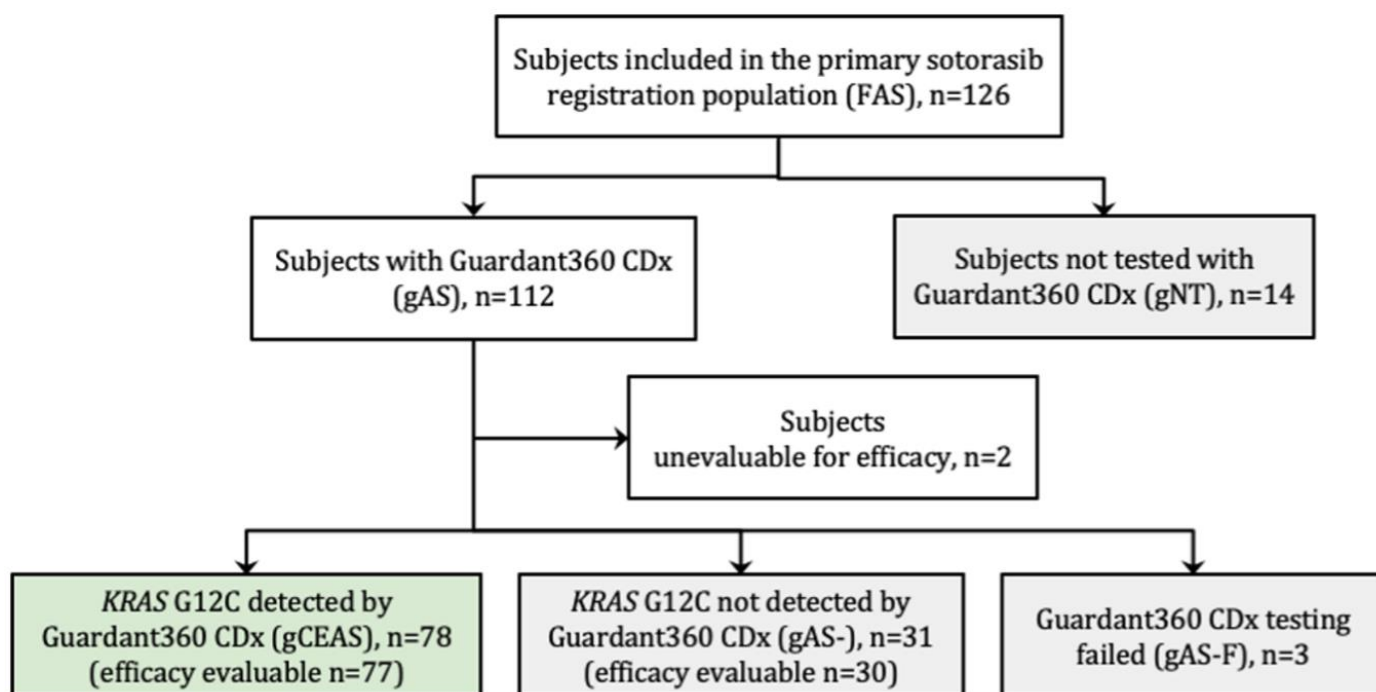 Subjects included in the primary sotorasib
registration population (FAS), n=126
Subjects with Guardant360 CDx
(gAS), n=112
Subjects not tested with
Guardant360 CDx (gNT), n=14
Subjects
unevaluable for efficacy, n=2
KRAS G12C detected by
Guardant360 CDx (gCEAS), n=78
(efficacy evaluable n=77)
KRAS G12C not detected by
Guardant360 CDx (gAS-), n=31
(efficacy evaluable n=30)
Guardant360 CDx testing
failed (gAS-F), n=3